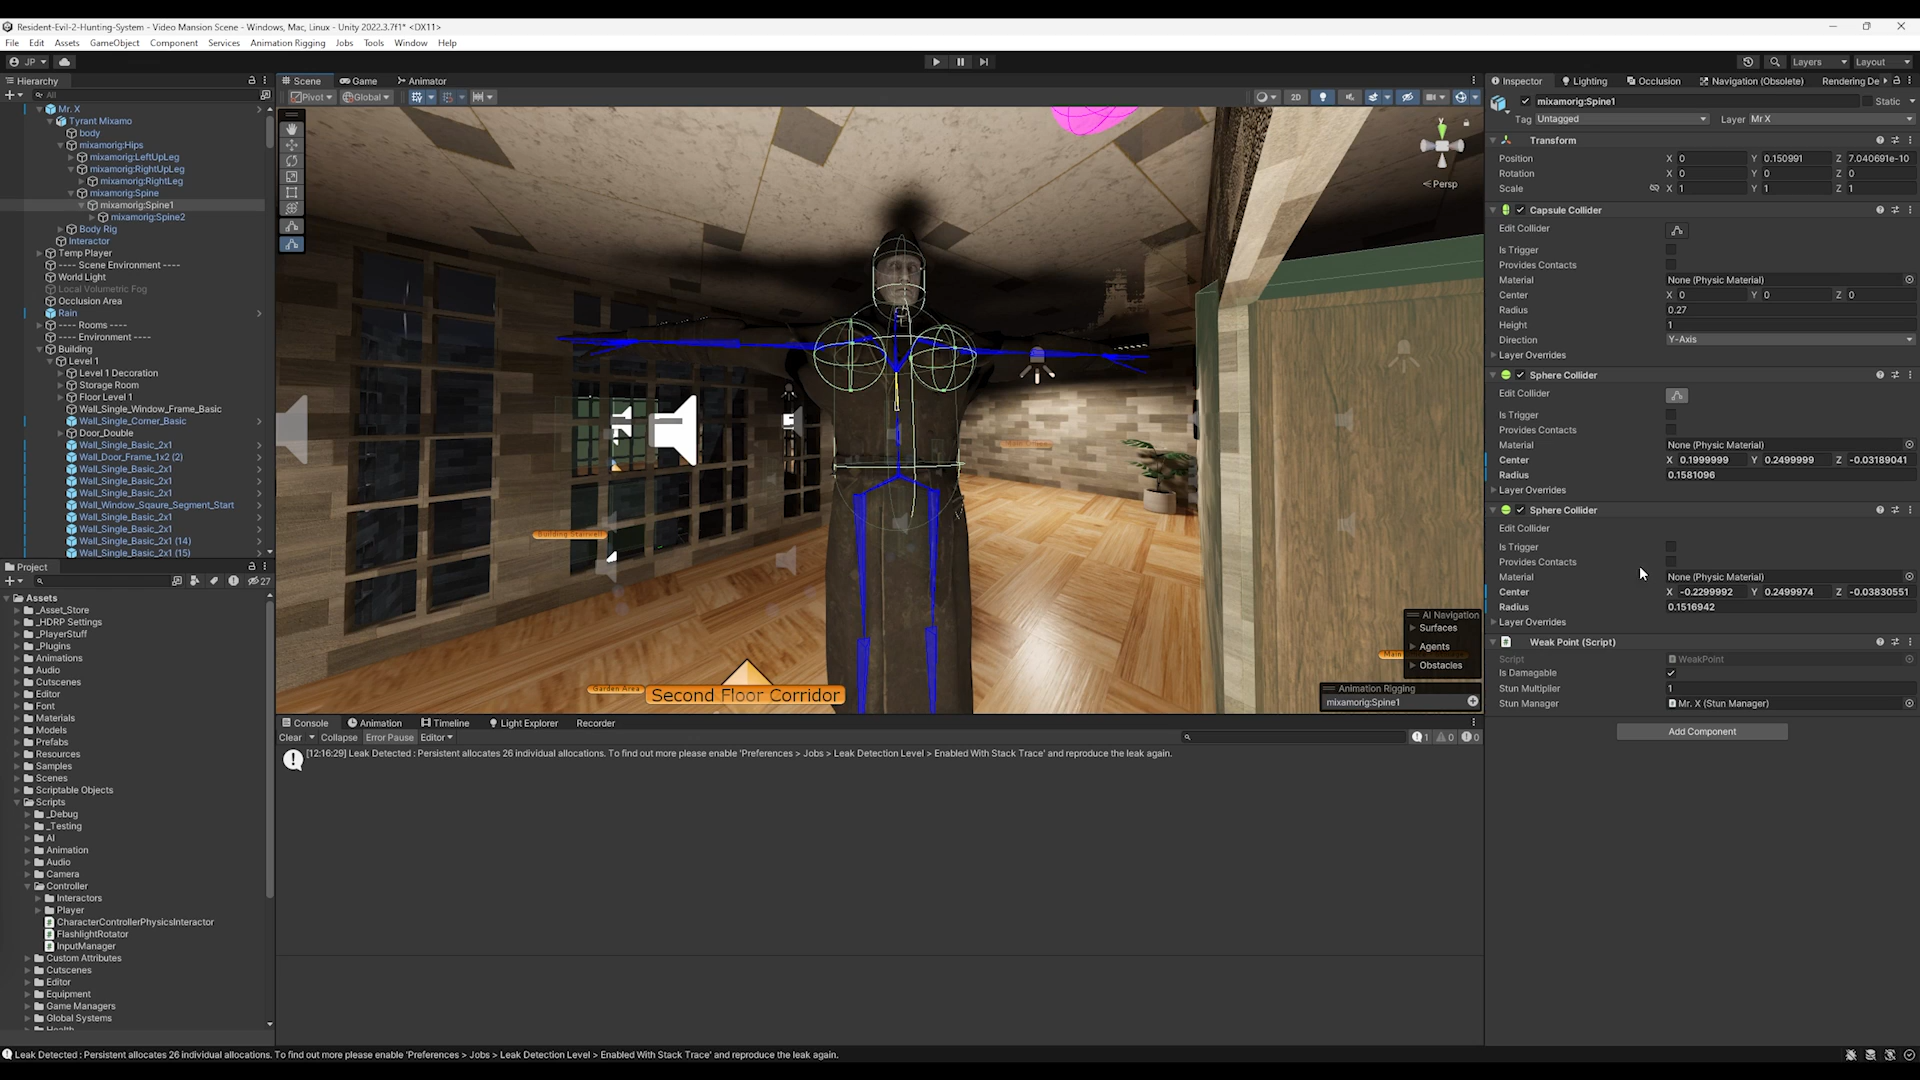 Resident-Evil-2-Hunting-System - Video Mansion Scene - Windows, Mac, Linux - Unity 2022.3.7f1* <DX11>
File Edit Assets GameObject Component Services Animation Rigging Jobs Tools Window Help
JP Layers Layout
Hierarchy
All
Mr. X
Tyrant Mixamo
body
mixamorig:Hips
mixamorig:LeftUpLeg
mixamorig:RightUpLeg
mixamorig:RightLeg
mixamorig:Spine
mixamorig:Spine1
mixamorig:Spine2
Body Rig
Interactor
Temp Player
---- Scene Environment ----
World Light
Local Volumetric Fog
Occlusion Area
Rain
---- Rooms ----
---- Environment ----
Building
Level 1
Level 1 Decoration
Storage Room
Floor Level 1
Wall_Single_Window_Frame_Basic
Wall_Single_Corner_Basic
Door_Double
Wall_Single_Basic_2x1
Wall_Door_Frame_1x2 (2)
Wall_Single_Basic_2x1
Wall_Single_Basic_2x1
Wall_Single_Basic_2x1
Wall_Window_Sqaure_Segment_Start
Wall_Single_Basic_2x1
Wall_Single_Basic_2x1
Wall_Single_Basic_2x1 (14)
Wall_Single_Basic_2x1 (15)
Project
27
Assets
_Asset_Store
_HDRP Settings
_PlayerStuff
_Plugins
Animations
Audio
Cutscenes
Editor
Font
Materials
Models
Prefabs
Resources
Samples
Scenes
Scriptable Objects
Scripts
_Debug
_Testing
AI
Animation
Audio
Camera
Controller
Interactors
Player
CharacterControllerPhysicsInteractor
FlashlightRotator
InputManager
Custom Attributes
Cutscenes
Editor
Equipment
Game Managers
Global Systems
Health
Scene Game Animator
Pivot Global 2D
y
Persp
Building Stairwell
Garden Area
Second Floor Corridor
Main
AI Navigation
Surfaces
Agents
Obstacles
Animation Rigging
mixamorig:Spine1
Console Animation Timeline Light Explorer Recorder
Clear Collapse Error Pause Editor 1 0 0
[12:16:29] Leak Detected : Persistent allocates 26 individual allocations. To find out more please enable 'Preferences > Jobs > Leak Detection Level > Enabled With Stack Trace' and reproduce the leak again.
Inspector Lighting Occlusion Navigation (Obsolete) Rendering De
mixamorig:Spine1 Static
Tag Untagged Layer Mr X
Transform
Position X 0 Y 0.150991 Z 7.040691e-10
Rotation X 0 Y 0 Z 0
Scale X 1 Y 1 Z 1
Capsule Collider
Edit Collider
Is Trigger
Provides Contacts
Material None (Physic Material)
Center X 0 Y 0 Z 0
Radius 0.27
Height 1
Direction Y-Axis
Layer Overrides
Sphere Collider
Edit Collider
Is Trigger
Provides Contacts
Material None (Physic Material)
Center X 0.1999999 Y 0.2499999 Z -0.03189041
Radius 0.1581096
Layer Overrides
Sphere Collider
Edit Collider
Is Trigger
Provides Contacts
Material None (Physic Material)
Center X -0.2299992 Y 0.2499974 Z -0.03830551
Radius 0.1516942
Layer Overrides
Weak Point (Script)
Script WeakPoint
Is Damagable
Stun Multiplier 1
Stun Manager Mr. X (Stun Manager)
Add Component
Leak Detected : Persistent allocates 26 individual allocations. To find out more please enable 'Preferences > Jobs > Leak Detection Level > Enabled With Stack Trace' and reproduce the leak again.